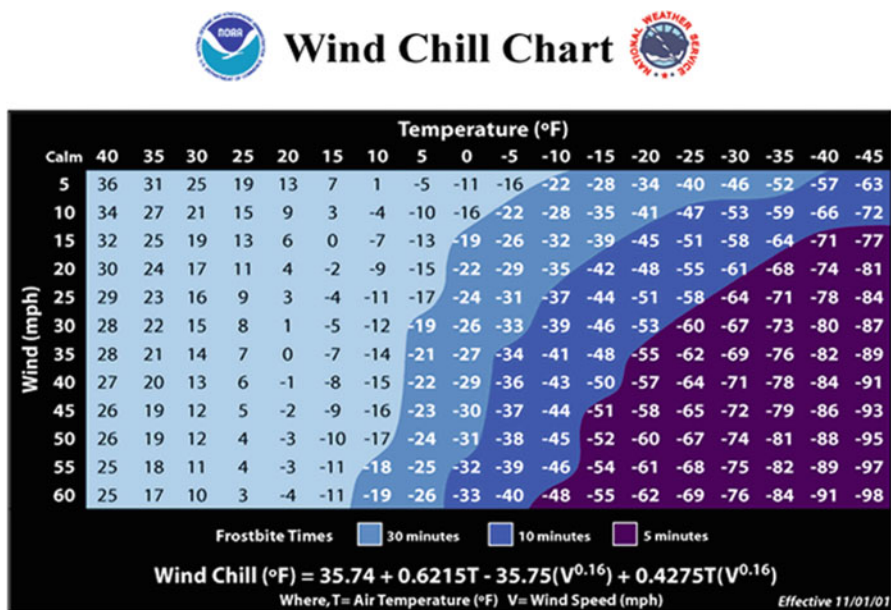 NOAA
Wind Chill Chart
NATIONAL WEATHER SERVICE
Temperature (ºF)
Calm 40 35 30 25 20 15 10 5 0 -5 -10 -15 -20 -25 -30 -35 -40 -45
Wind (mph)
5 36 31 25 19 13 7 1 -5 -11 -16 -22 -28 -34 -40 -46 -52 -57 -63
10 34 27 21 15 9 3 -4 -10 -16 -22 -28 -35 -41 -47 -53 -59 -66 -72
15 32 25 19 13 6 0 -7 -13 -19 -26 -32 -39 -45 -51 -58 -64 -71 -77
20 30 24 17 11 4 -2 -9 -15 -22 -29 -35 -42 -48 -55 -61 -68 -74 -81
25 29 23 16 9 3 -4 -11 -17 -24 -31 -37 -44 -51 -58 -64 -71 -78 -84
30 28 22 15 8 1 -5 -12 -19 -26 -33 -39 -46 -53 -60 -67 -73 -80 -87
35 28 21 14 7 0 -7 -14 -21 -27 -34 -41 -48 -55 -62 -69 -76 -82 -89
40 27 20 13 6 -1 -8 -15 -22 -29 -36 -43 -50 -57 -64 -71 -78 -84 -91
45 26 19 12 5 -2 -9 -16 -23 -30 -37 -44 -51 -58 -65 -72 -79 -86 -93
50 26 19 12 4 -3 -10 -17 -24 -31 -38 -45 -52 -60 -67 -74 -81 -88 -95
55 25 18 11 4 -3 -11 -18 -25 -32 -39 -46 -54 -61 -68 -75 -82 -89 -97
60 25 17 10 3 -4 -11 -19 -26 -33 -40 -48 -55 -62 -69 -76 -84 -91 -98
Frostbite Times 30 minutes 10 minutes 5 minutes
Wind Chill (ºF) = 35.74 + 0.6215T - 35.75(V^0.16) + 0.4275T(V^0.16)
Where, T= Air Temperature (ºF) V= Wind Speed (mph) Effective 11/01/01